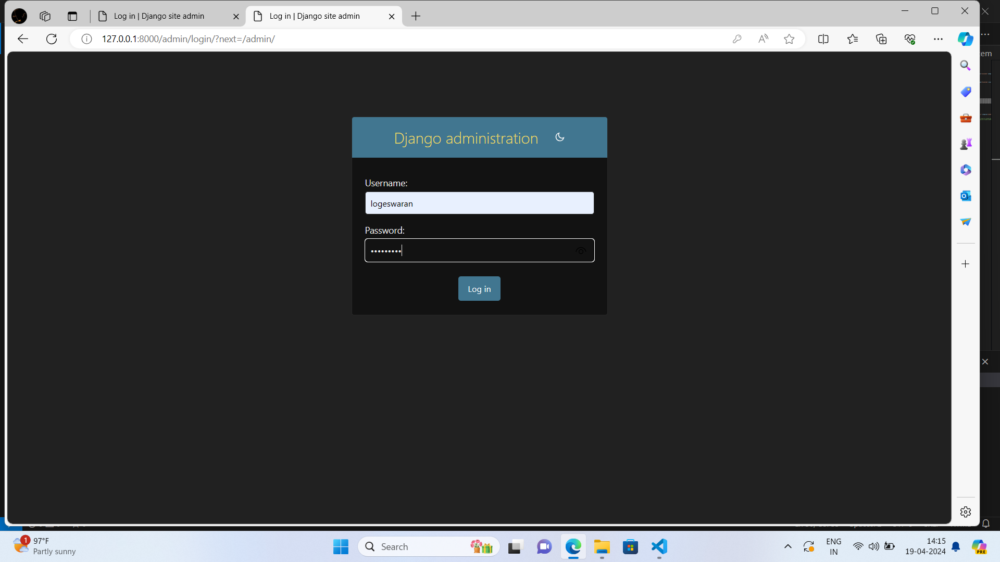 Log in | Django site admin
Log in | Django site admin
127.0.0.1:8000/admin/login/?next=/admin/
Django administration
Username:
logeswaran
Password:
•••••••••
Log in
1
97°F
Partly sunny
Search
ENG
IN
14:15
19-04-2024
PRE